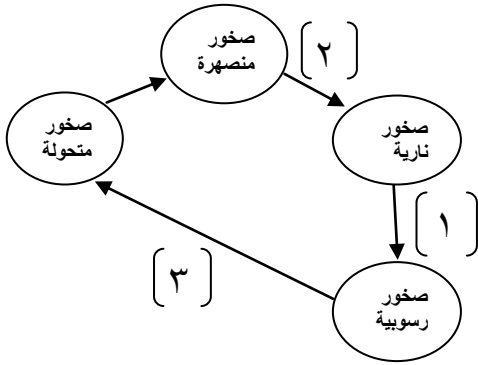 صخور
منصهرة
[٢]
صخور
متحولة
صخور
نارية
[١]
[٣]
صخور
رسوبية